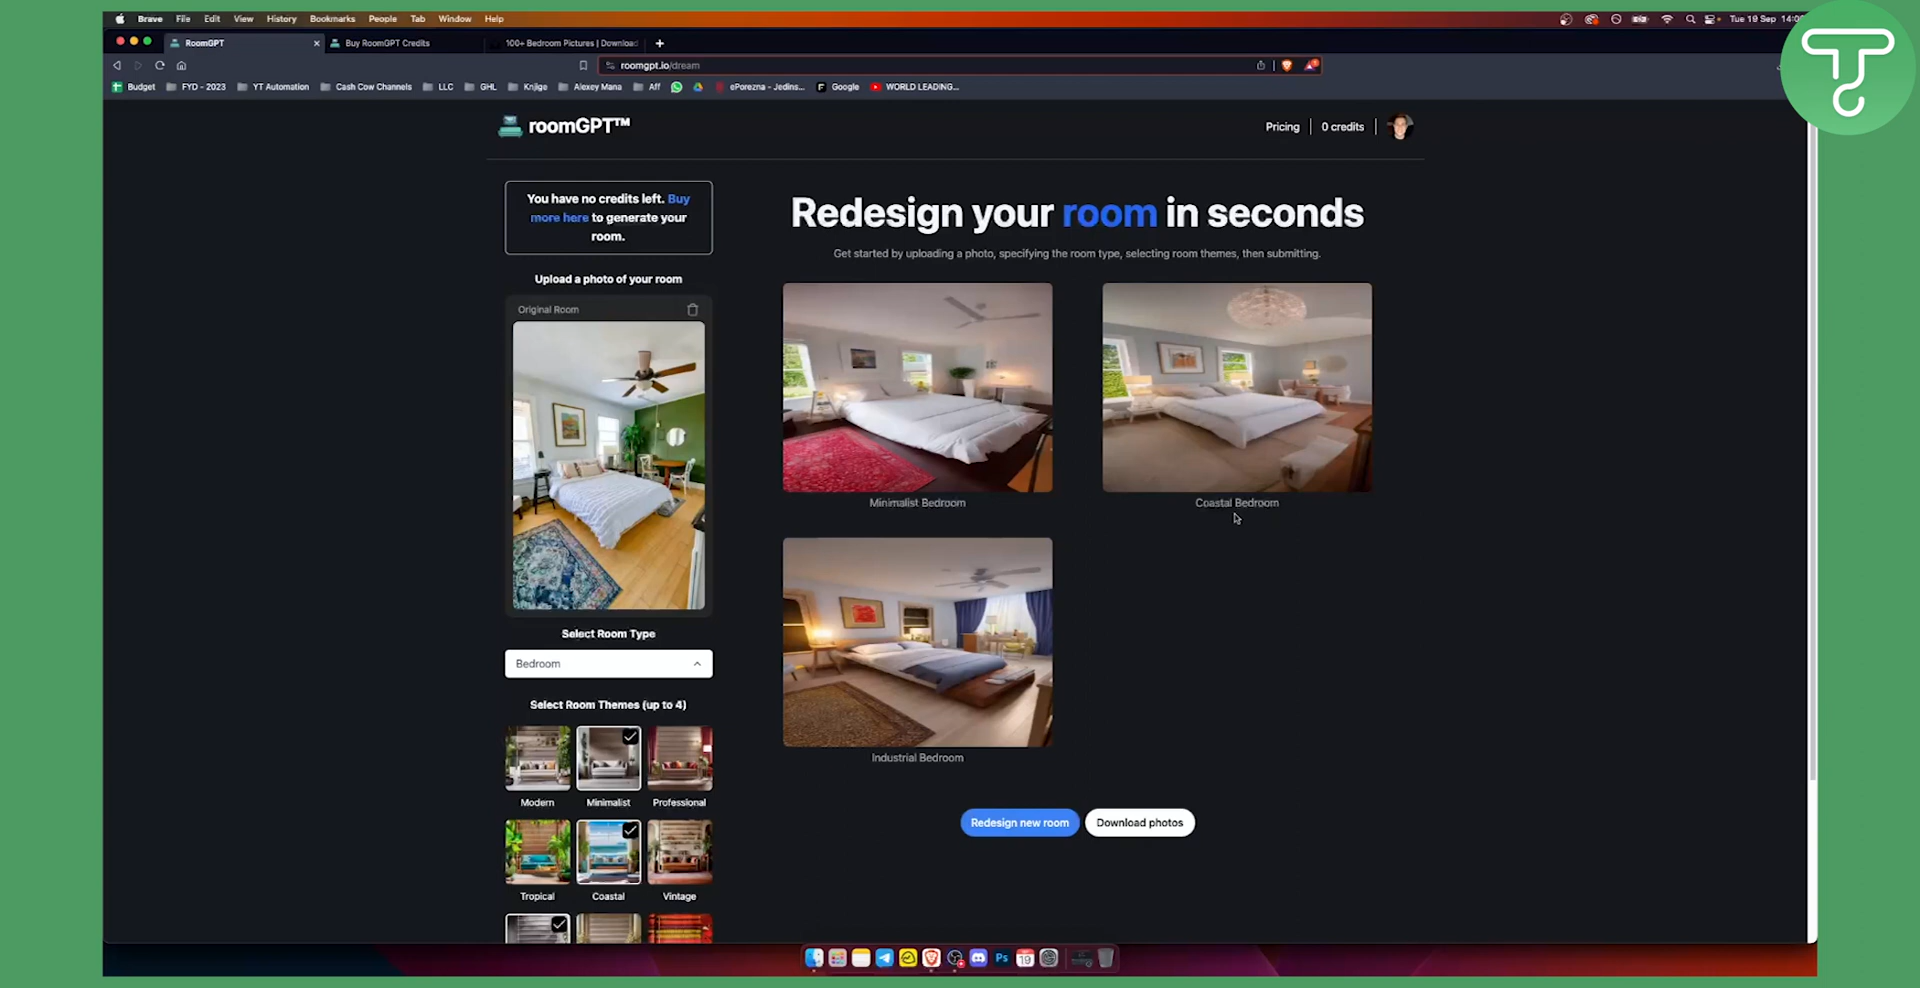 Brave File Edit View History Bookmarks People Tab Window Help
Tue 19 Sep
RoomGPT
Buy RoomGPT Credits
100+ Bedroom Pictures | Download
roomgpt.io/dream
Budget FYD - 2023 YT Automation Cash Cow Channels LLC GHL Knjige Alexey Mana Aff ePorezna - Jedins... Google WORLD LEADING...
roomGPT™
Pricing
0 credits
You have no credits left. Buy
more here to generate your
room.
Upload a photo of your room
Original Room
Select Room Type
Bedroom
Select Room Themes (up to 4)
Modern
Minimalist
Professional
Tropical
Coastal
Vintage
Redesign your room in seconds
Get started by uploading a photo, specifying the room type, selecting room themes, then submitting.
Minimalist Bedroom
Coastal Bedroom
Industrial Bedroom
Redesign new room
Download photos
Ps
19